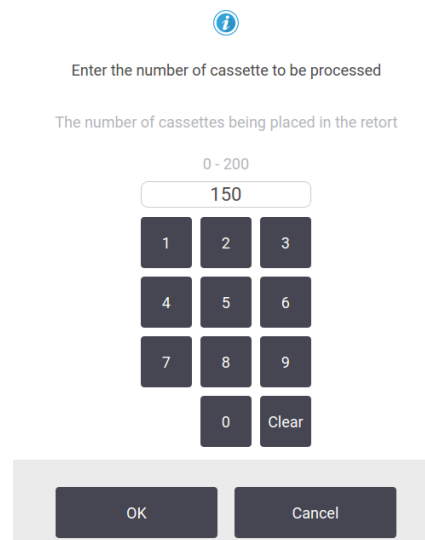 Enter the number of cassette to be processed
The number of cassettes being placed in the retort
0 - 200
150
1 2 3
4 5 6
7 8 9
0 Clear
OK Cancel